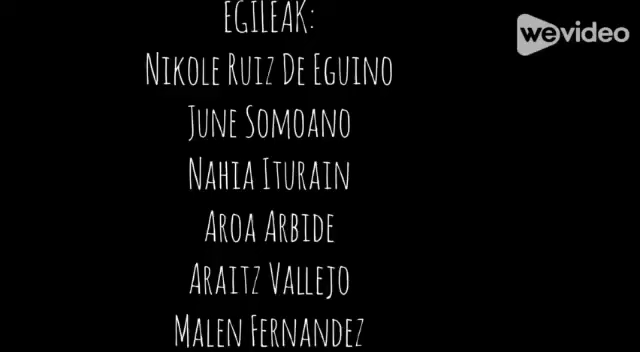 EGILEAK:
NIKOLE RUIZ DE EGUINO
JUNE SOMOANO
NAHIA ITURAIN
AROA ARBIDE
ARAITZ VALLEJO
MALEN FERNANDEZ
wevideo